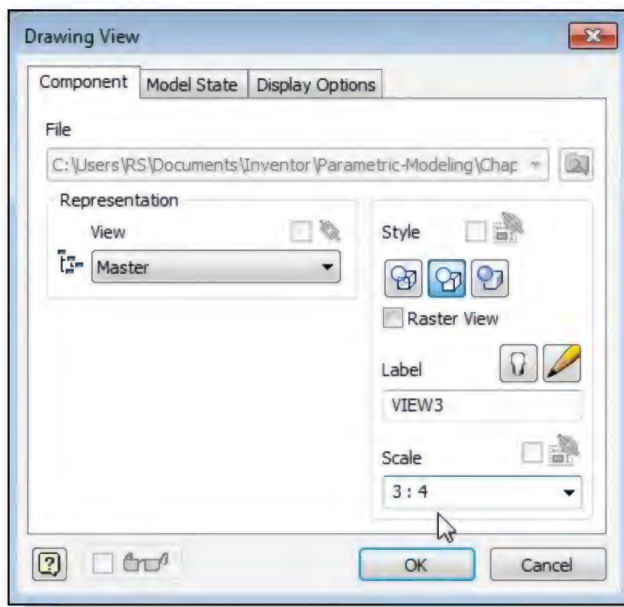 Drawing View
Component Model State Display Options
File
C:\Users\RS\Documents\Inventor\Parametric-Modeling\Chap
Representation
View
Master
Style
Raster View
Label
VIEW3
Scale
3 : 4
OK Cancel